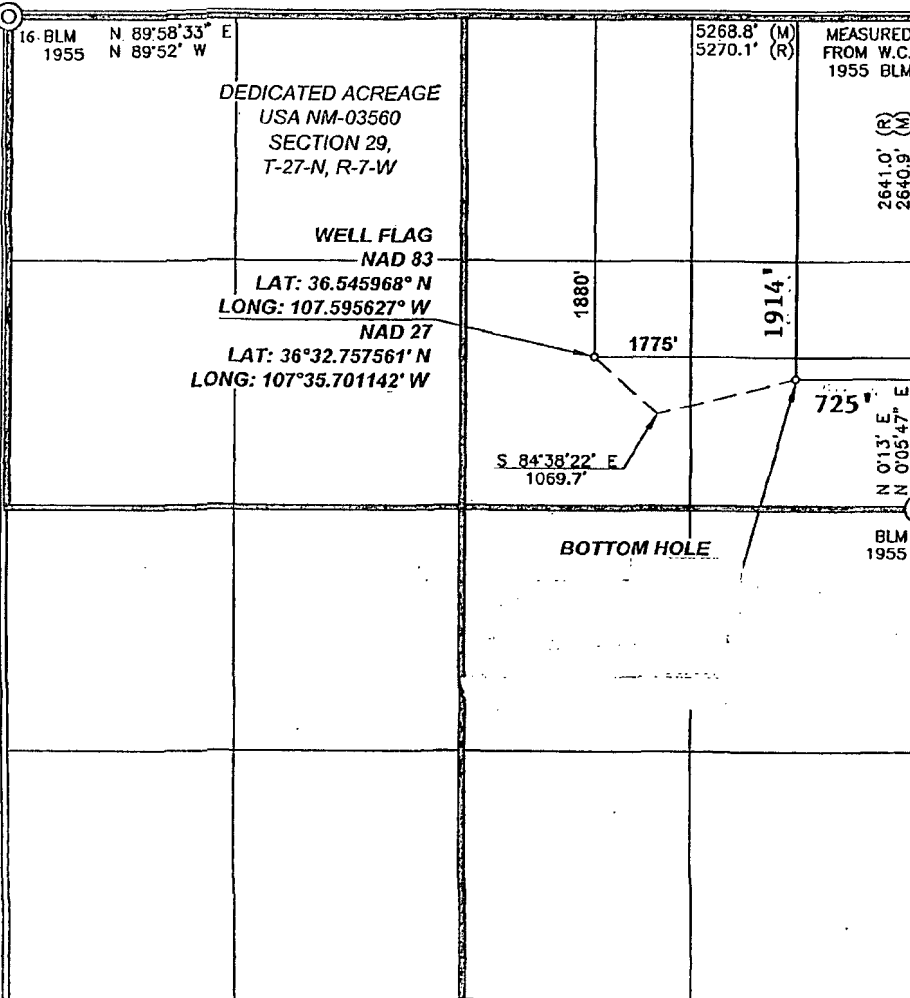 16 BLM N 89°58'33" E
1955 N 89°52' W
5268.8' (M)
5270.1' (R)
MEASURED
FROM W.C.
1955 BLM
DEDICATED ACREAGE
USA NM-03560
SECTION 29,
T-27-N, R-7-W
2641.0' (R)
2640.9' (M)
WELL FLAG
NAD 83
LAT: 36.545968° N
LONG: 107.595627° W
NAD 27
LAT: 36°32.757561' N
LONG: 107°35.701142' W
1880'
1914'
1775'
725'
N 0°13' E
N 0°05'47" E
S 84°38'22" E
1069.7'
BOTTOM HOLE
BLM
1955